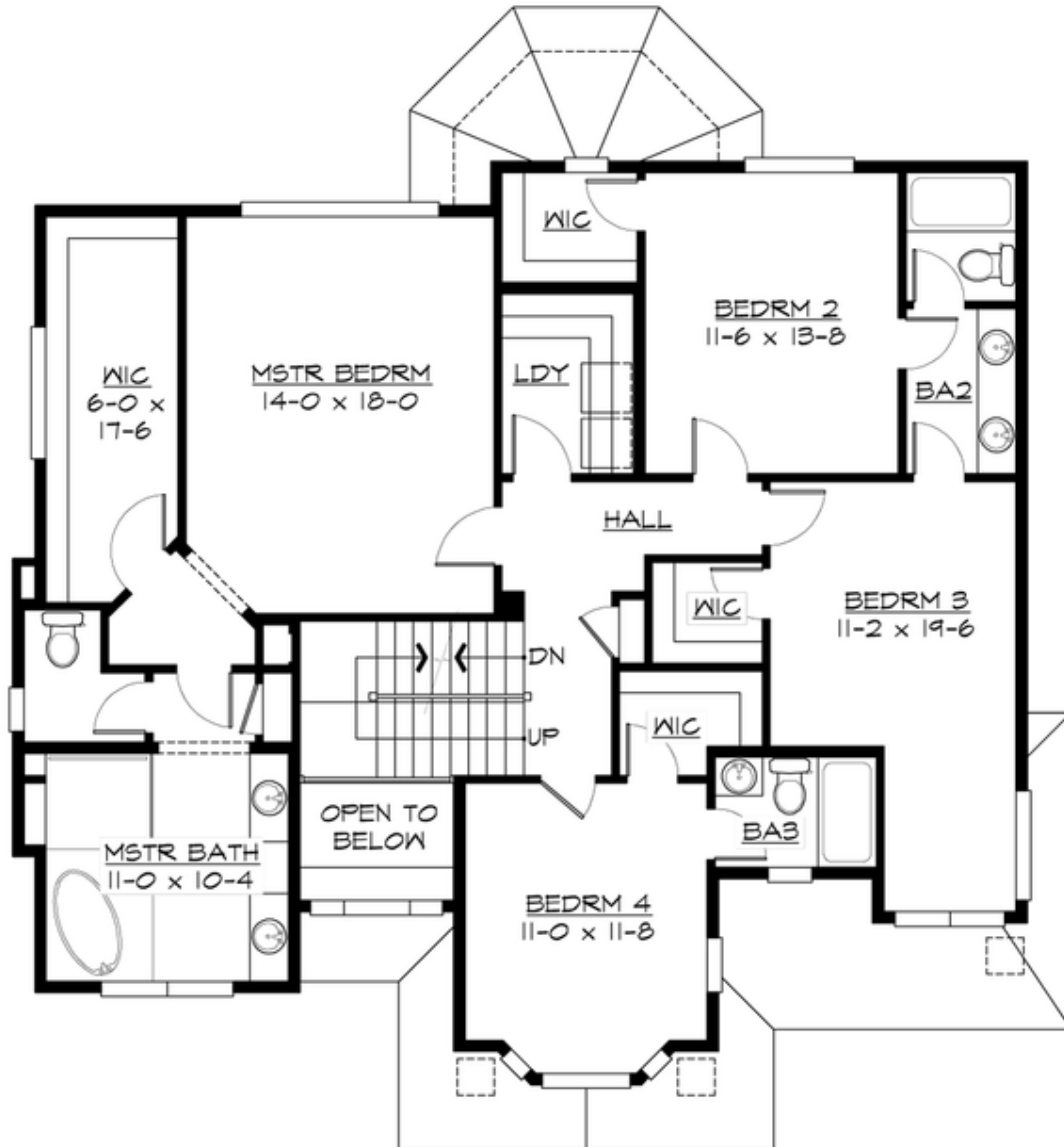 WIC
BEDRM 2
11-6 x 13-8
MSTR BEDRM
14-0 x 18-0
WIC
6-0 x
17-6
LDY
BA2
HALL
WIC
BEDRM 3
11-2 x 19-6
DN
UP
WIC
OPEN TO
BELOW
BA3
MSTR BATH
11-0 x 10-4
BEDRM 4
11-0 x 11-8